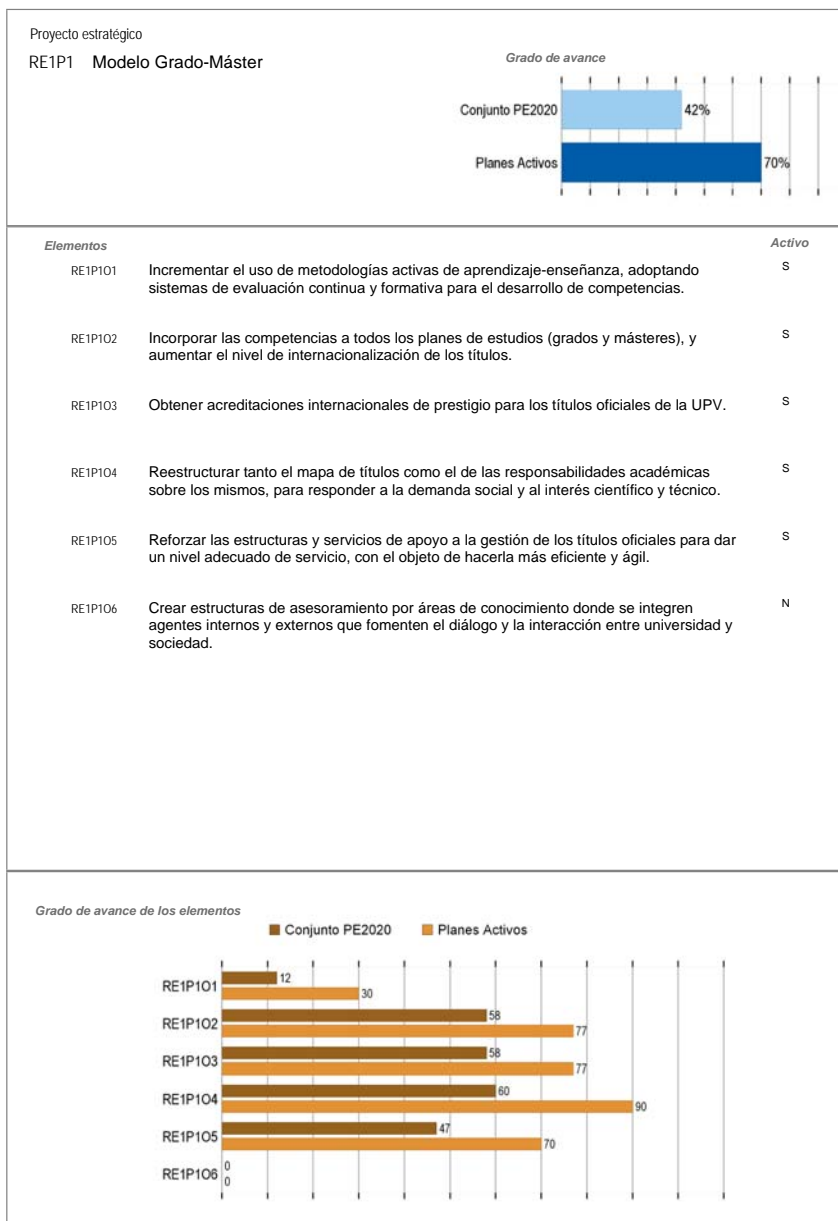 Proyecto estratégico
RE1P1 Modelo Grado-Máster
Grado de avance
Conjunto PE2020 42%
Planes Activos 70%
Elementos Activo
RE1P1O1 Incrementar el uso de metodologías activas de aprendizaje-enseñanza, adoptando S
sistemas de evaluación continua y formativa para el desarrollo de competencias.
RE1P1O2 Incorporar las competencias a todos los planes de estudios (grados y másteres), y S
aumentar el nivel de internacionalización de los títulos.
RE1P1O3 Obtener acreditaciones internacionales de prestigio para los títulos oficiales de la UPV. S
RE1P1O4 Reestructurar tanto el mapa de títulos como el de las responsabilidades académicas S
sobre los mismos, para responder a la demanda social y al interés científico y técnico.
RE1P1O5 Reforzar las estructuras y servicios de apoyo a la gestión de los títulos oficiales para dar S
un nivel adecuado de servicio, con el objeto de hacerla más eficiente y ágil.
RE1P1O6 Crear estructuras de asesoramiento por áreas de conocimiento donde se integren N
agentes internos y externos que fomenten el diálogo y la interacción entre universidad y
sociedad.
Grado de avance de los elementos
Conjunto PE2020 Planes Activos
RE1P1O1 12
30
RE1P1O2 58
77
RE1P1O3 58
77
RE1P1O4 60
90
RE1P1O5 47
70
RE1P1O6 0
0